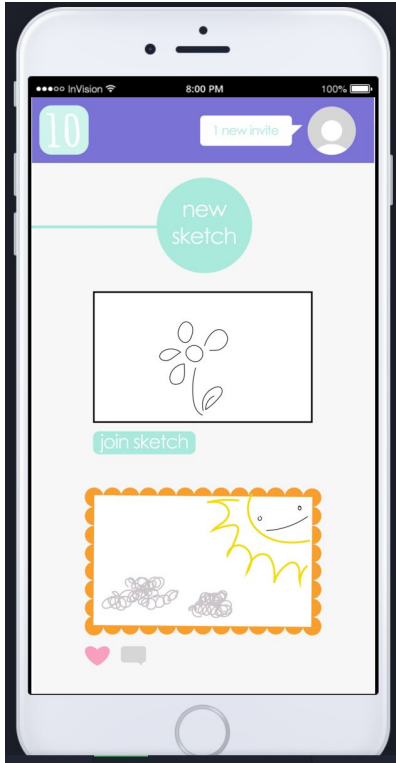 ●●●○○ InVision 8:00 PM 100%
10
1 new invite
new
sketch
join sketch